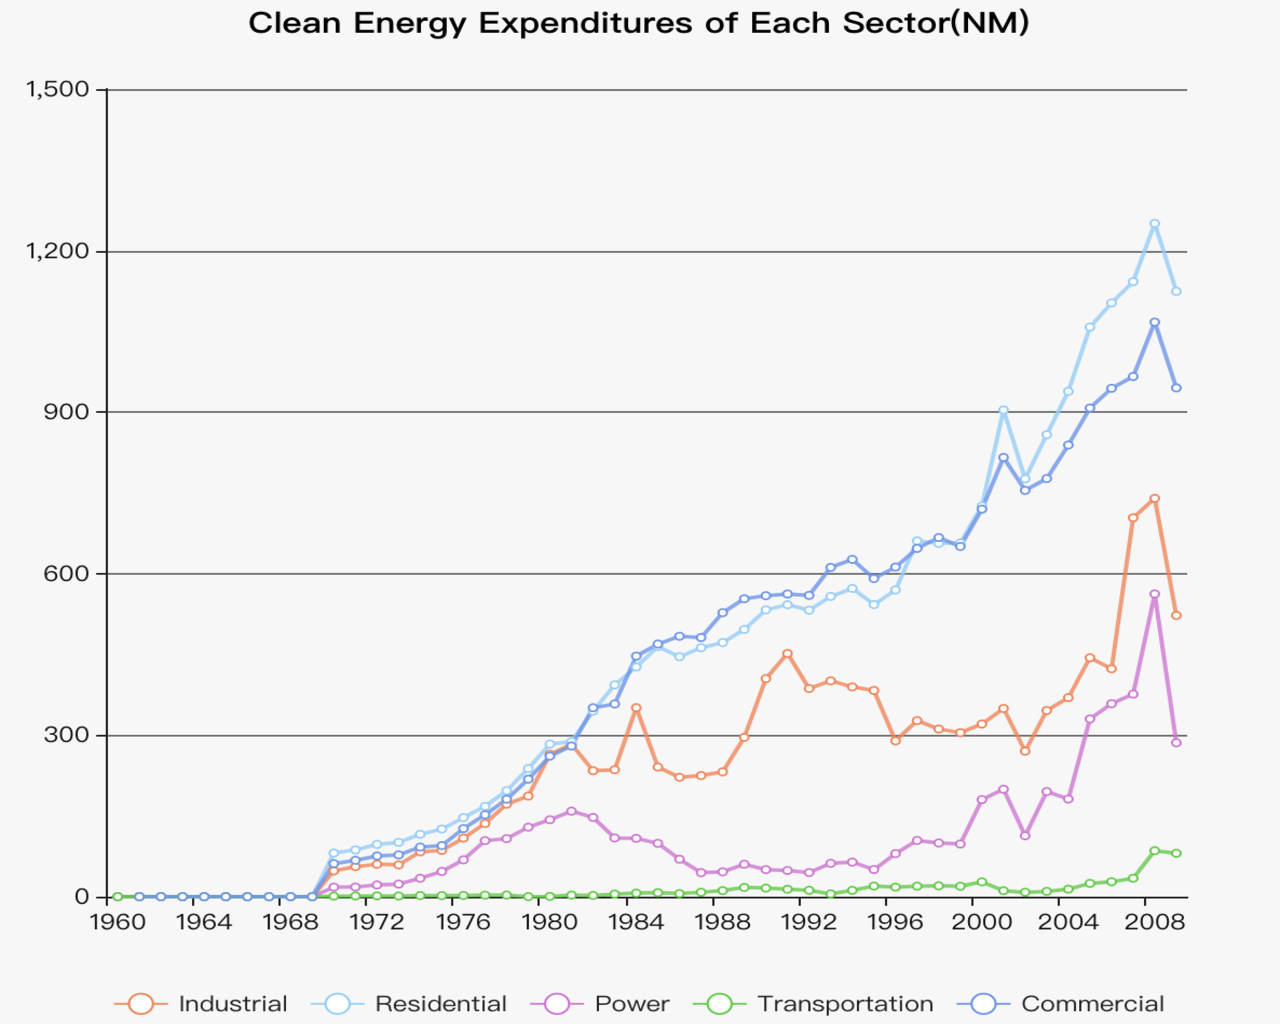 Clean Energy Expenditures of Each Sector(NM)
1,500
1,200
900
600
300
0
1960 1964 1968 1972 1976 1980 1984 1988 1992 1996 2000 2004 2008
Industrial Residential Power Transportation Commercial